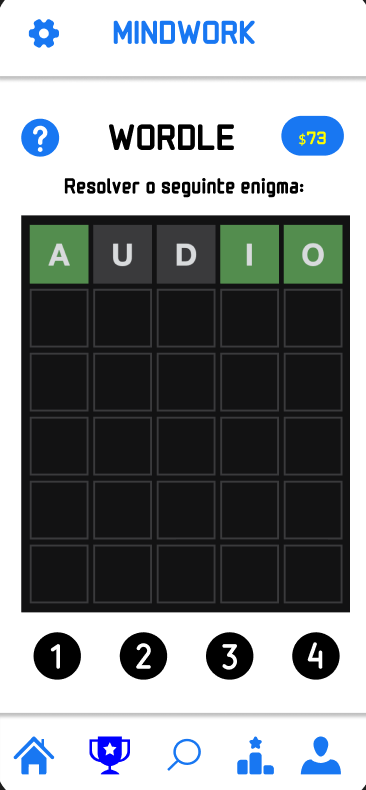 MINDWORK
?
WORDLE
$73
Resolver o seguinte enigma:
A U D I O
1 2 3 4